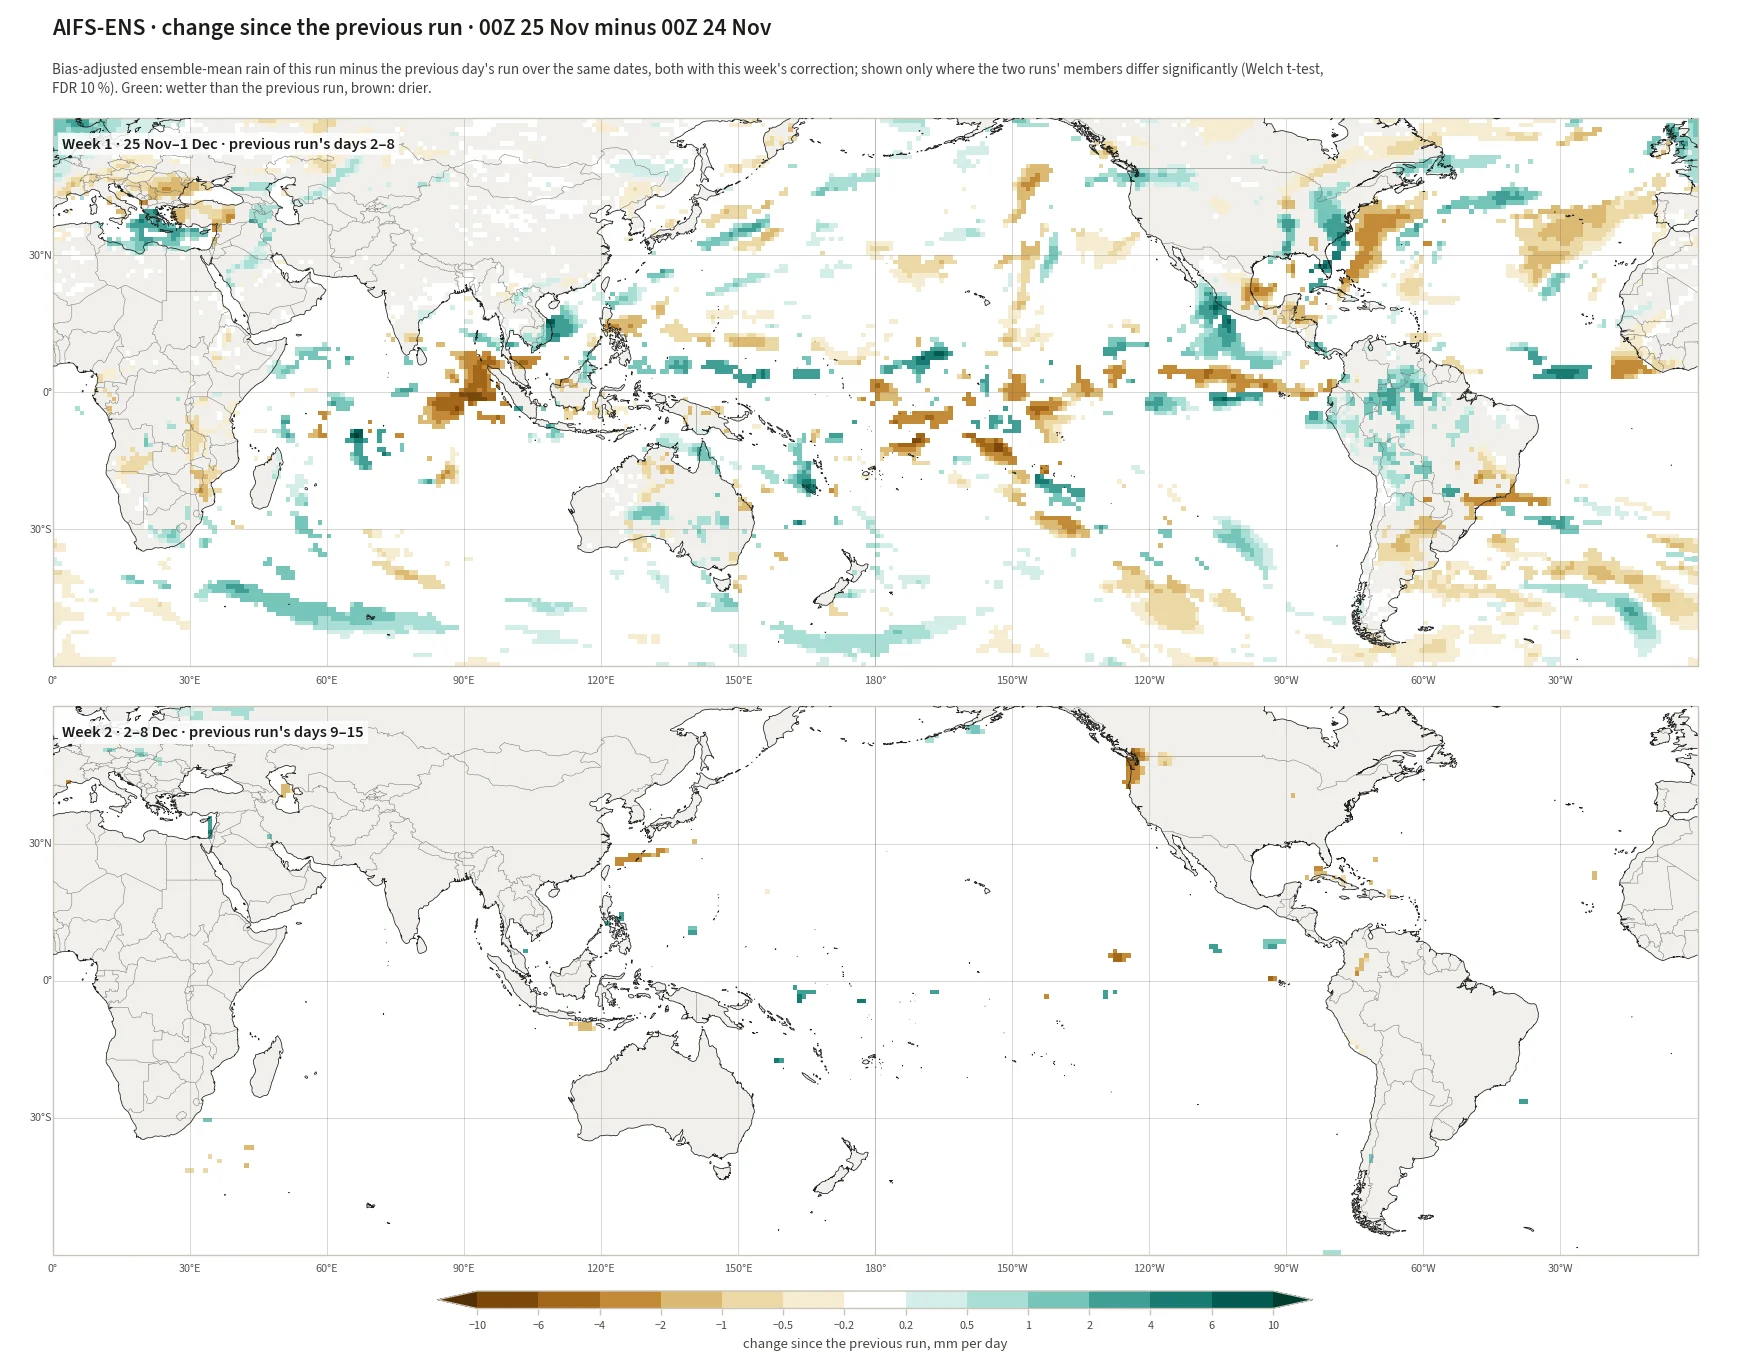 AIFS-ENS · change since the previous run · 00Z 25 Nov minus 00Z 24 Nov
Bias-adjusted ensemble-mean rain of this run minus the previous day's run over the same dates, both with this week's correction; shown only where the two runs' members differ significantly (Welch t-test,
FDR 10 %). Green: wetter than the previous run, brown: drier.
Week 1 · 25 Nov–1 Dec · previous run's days 2–8
30°N
0°
30°S
0° 30°E 60°E 90°E 120°E 150°E 180° 150°W 120°W 90°W 60°W 30°W
Week 2 · 2–8 Dec · previous run's days 9–15
30°N
0°
30°S
0° 30°E 60°E 90°E 120°E 150°E 180° 150°W 120°W 90°W 60°W 30°W
−10 −6 −4 −2 −1 −0.5 −0.2 0.2 0.5 1 2 4 6 10
change since the previous run, mm per day